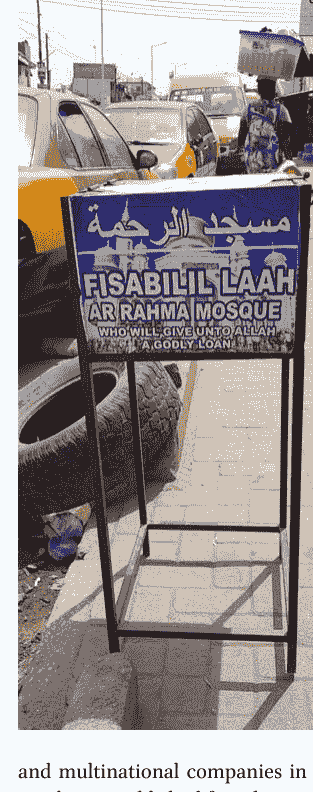 مسجد الرحمة
FISABILIL LAAH
AR RAHMA MOSQUE
WHO WILL GIVE UNTO ALLAH
A GODLY LOAN
and multinational companies in